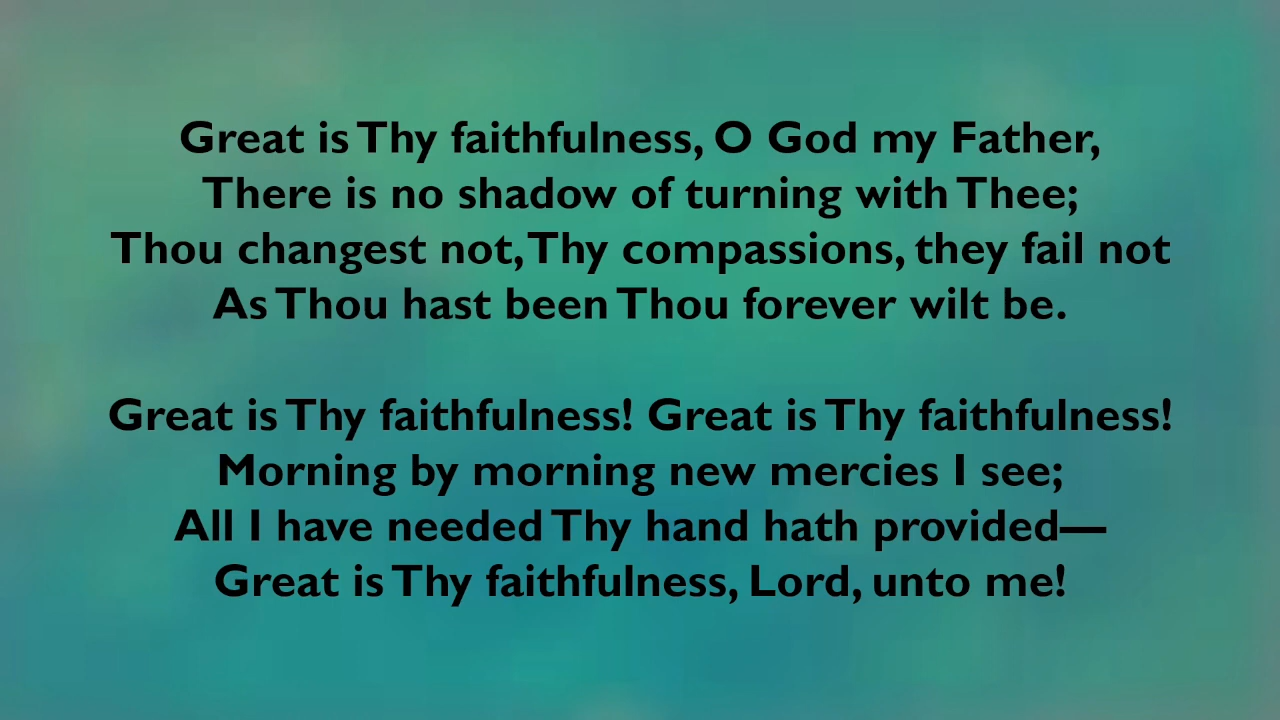 Great is Thy faithfulness, O God my Father,
There is no shadow of turning with Thee;
Thou changest not, Thy compassions, they fail not
As Thou hast been Thou forever wilt be.
Great is Thy faithfulness! Great is Thy faithfulness!
Morning by morning new mercies I see;
All I have needed Thy hand hath provided—
Great is Thy faithfulness, Lord, unto me!